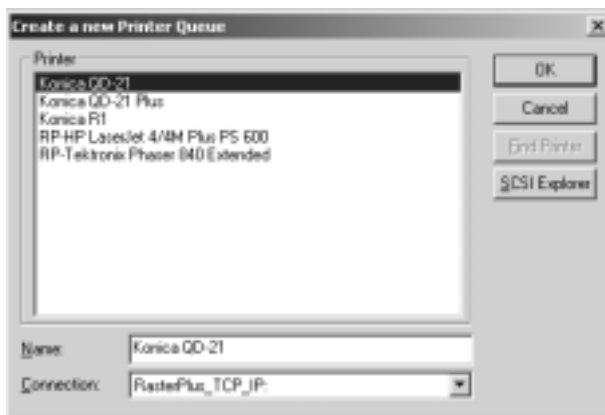 Create a new Printer Queue
Printer
Konica QD-21
Konica QD-21 Plus
Konica R1
RP-HP LaserJet 4/4M Plus PS 600
RP-Tektronix Phaser 840 Extended
OK
Cancel
Find Printer
SCSI Explorer
Name:
Konica QD-21
Connection:
RasterPlus_TCP_IP: